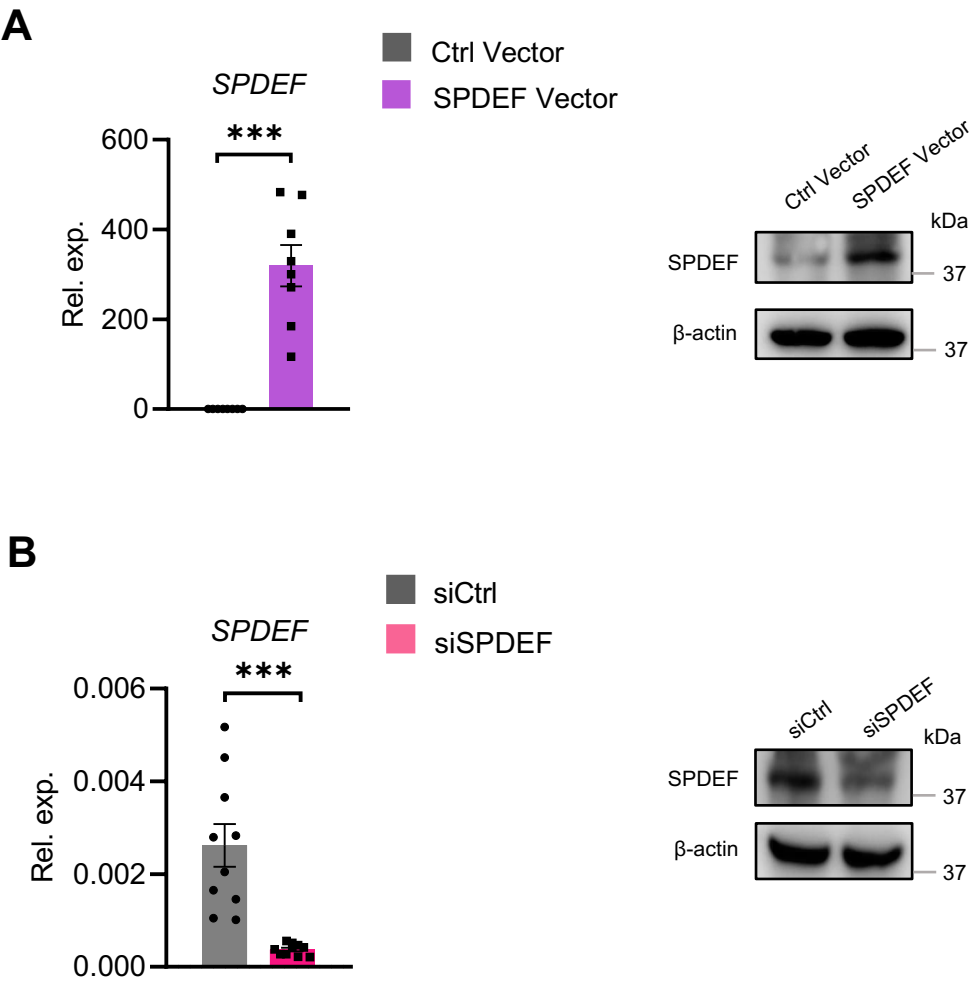 A
Ctrl Vector
SPDEF Vector
SPDEF
***
600
400
200
0
Rel. exp.
Ctrl Vector
SPDEF Vector
kDa
SPDEF
37
β-actin
37
B
siCtrl
siSPDEF
SPDEF
***
0.006
0.004
0.002
0.000
Rel. exp.
siCtrl
siSPDEF
kDa
SPDEF
37
β-actin
37